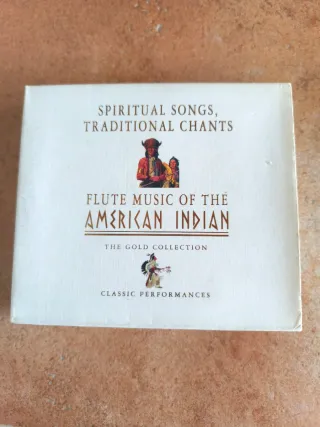 SPIRITUAL SONGS,
TRADITIONAL CHANTS
FLUTE MUSIC OF THE
AMERICAN INDIAN
THE GOLD COLLECTION
CLASSIC PERFORMANCES